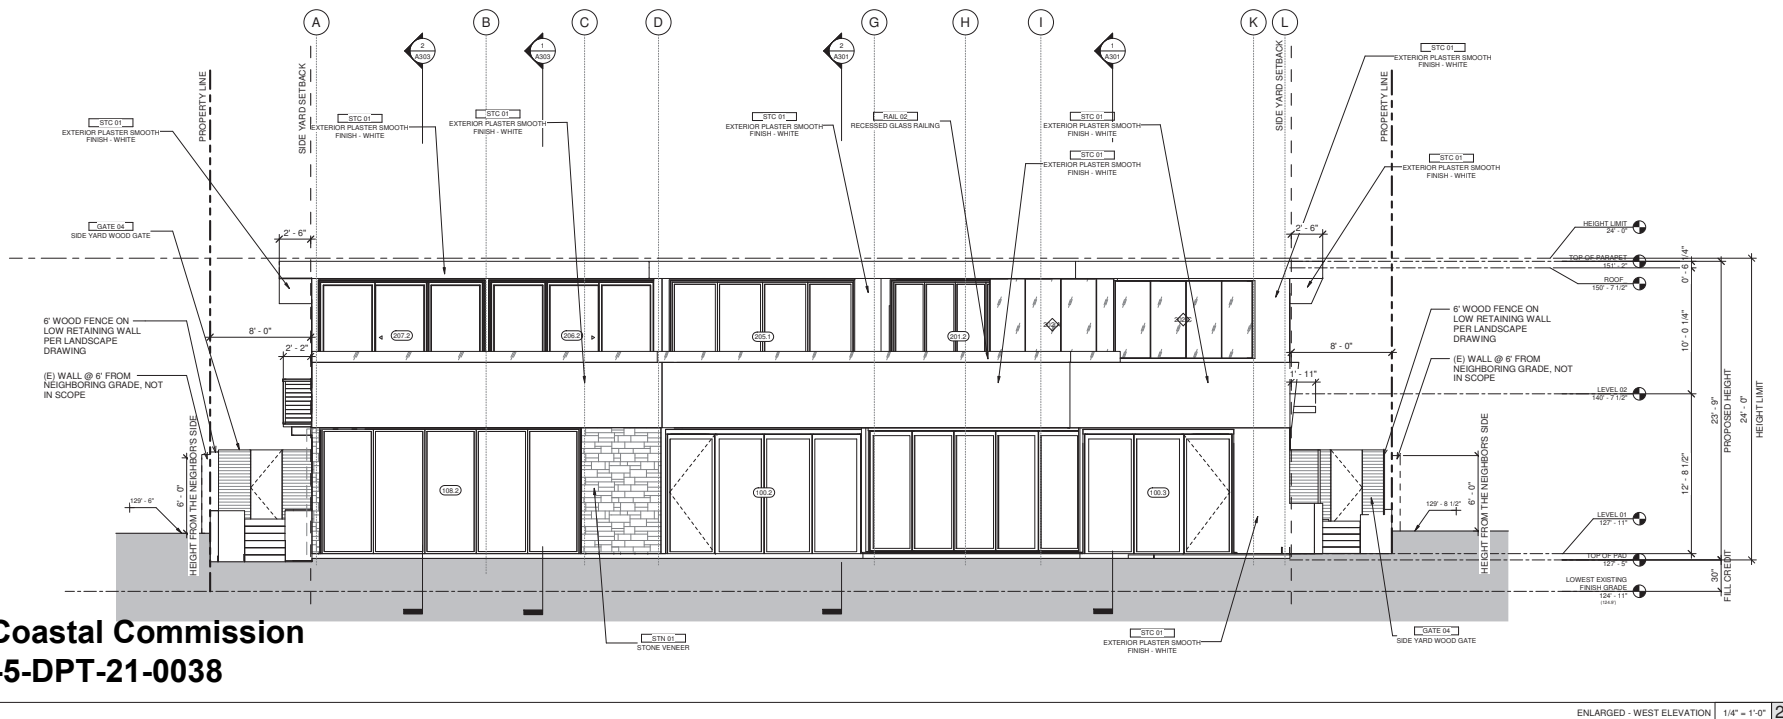 A
B
C
D
G
H
I
K
L
2
A303
1
A303
2
A301
1
A301
PROPERTY LINE
SIDE YARD SETBACK
SIDE YARD SETBACK
PROPERTY LINE
STC 01
EXTERIOR PLASTER SMOOTH
FINISH - WHITE
STC 01
EXTERIOR PLASTER SMOOTH
FINISH - WHITE
STC 01
EXTERIOR PLASTER SMOOTH
FINISH - WHITE
STC 01
EXTERIOR PLASTER SMOOTH
FINISH - WHITE
RAIL 02
RECESSED GLASS RAILING
STC 01
EXTERIOR PLASTER SMOOTH
FINISH - WHITE
STC 01
EXTERIOR PLASTER SMOOTH
FINISH - WHITE
STC 01
EXTERIOR PLASTER SMOOTH
FINISH - WHITE
STC 01
EXTERIOR PLASTER SMOOTH
FINISH - WHITE
GATE 04
SIDE YARD WOOD GATE
2' - 6"
2' - 6"
HEIGHT LIMIT
24' - 0"
TOP OF PARAPET
151' - 2"
ROOF
150' - 7 1/2"
0' - 6 1/4"
6' WOOD FENCE ON
LOW RETAINING WALL
PER LANDSCAPE
DRAWING
(E) WALL @ 6' FROM
NEIGHBORING GRADE, NOT
IN SCOPE
8' - 0"
2' - 2"
207.2
206.2
205.1
201.2
8' - 0"
1' - 11"
6' WOOD FENCE ON
LOW RETAINING WALL
PER LANDSCAPE
DRAWING
(E) WALL @ 6' FROM
NEIGHBORING GRADE, NOT
IN SCOPE
10' - 0 1/4"
LEVEL 02
140' - 7 1/2"
23' - 9"
PROPOSED HEIGHT
24' - 0"
HEIGHT LIMIT
12' - 8 1/2"
129' - 6"
6' - 0"
HEIGHT FROM THE NEIGHBOR'S SIDE
108.2
100.2
100.3
129' - 8 1/2"
6' - 0"
HEIGHT FROM THE NEIGHBOR'S SIDE
LEVEL 01
127' - 11"
TOP OF PAD
127' - 5"
LOWEST EXISTING
FINISH GRADE
124' - 11"
30"
FILL CREDIT
STN 01
STONE VENEER
STC 01
EXTERIOR PLASTER SMOOTH
FINISH - WHITE
GATE 04
SIDE YARD WOOD GATE
Coastal Commission
-5-DPT-21-0038
ENLARGED - WEST ELEVATION 1/4" = 1'-0" 2